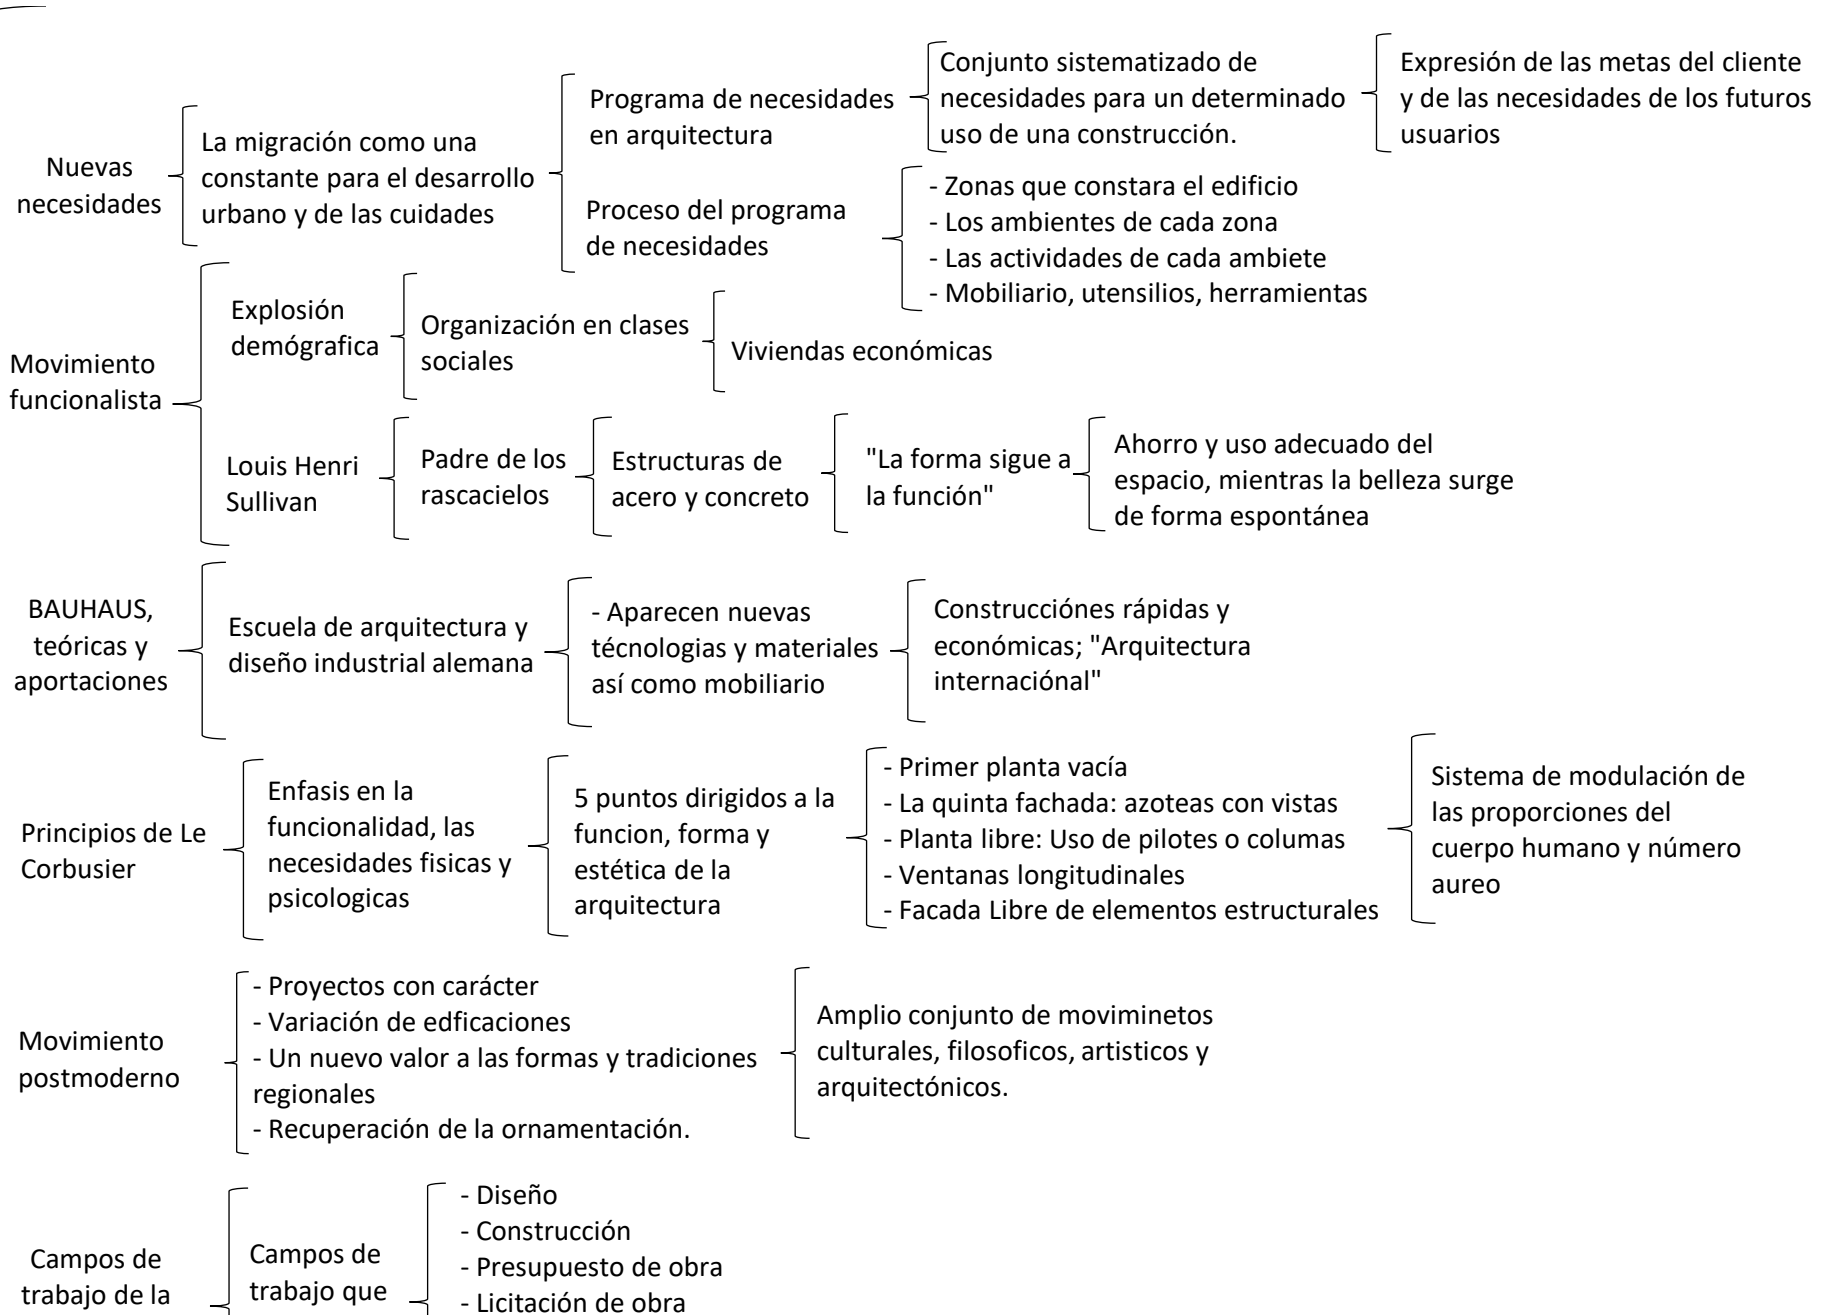 Nuevas
necesidades
La migración como una
constante para el desarrollo
urbano y de las cuidades
Programa de necesidades
en arquitectura
Conjunto sistematizado de
necesidades para un determinado
uso de una construcción.
Expresión de las metas del cliente
y de las necesidades de los futuros
usuarios
Proceso del programa
de necesidades
- Zonas que constara el edificio
- Los ambientes de cada zona
- Las actividades de cada ambiete
- Mobiliario, utensilios, herramientas
Movimiento
funcionalista
Explosión
demógrafica
Organización en clases
sociales
Viviendas económicas
Louis Henri
Sullivan
Padre de los
rascacielos
Estructuras de
acero y concreto
"La forma sigue a
la función"
Ahorro y uso adecuado del
espacio, mientras la belleza surge
de forma espontánea
BAUHAUS,
teóricas y
aportaciones
Escuela de arquitectura y
diseño industrial alemana
- Aparecen nuevas
técnologias y materiales
así como mobiliario
Construcciónes rápidas y
económicas; "Arquitectura
internaciónal"
Principios de Le
Corbusier
Enfasis en la
funcionalidad, las
necesidades fisicas y
psicologicas
5 puntos dirigidos a la
funcion, forma y
estética de la
arquitectura
- Primer planta vacía
- La quinta fachada: azoteas con vistas
- Planta libre: Uso de pilotes o columas
- Ventanas longitudinales
- Facada Libre de elementos estructurales
Sistema de modulación de
las proporciones del
cuerpo humano y número
aureo
Movimiento
postmoderno
- Proyectos con carácter
- Variación de edficaciones
- Un nuevo valor a las formas y tradiciones
regionales
- Recuperación de la ornamentación.
Amplio conjunto de moviminetos
culturales, filosoficos, artisticos y
arquitectónicos.
Campos de
trabajo de la
Campos de
trabajo que
- Diseño
- Construcción
- Presupuesto de obra
- Licitación de obra